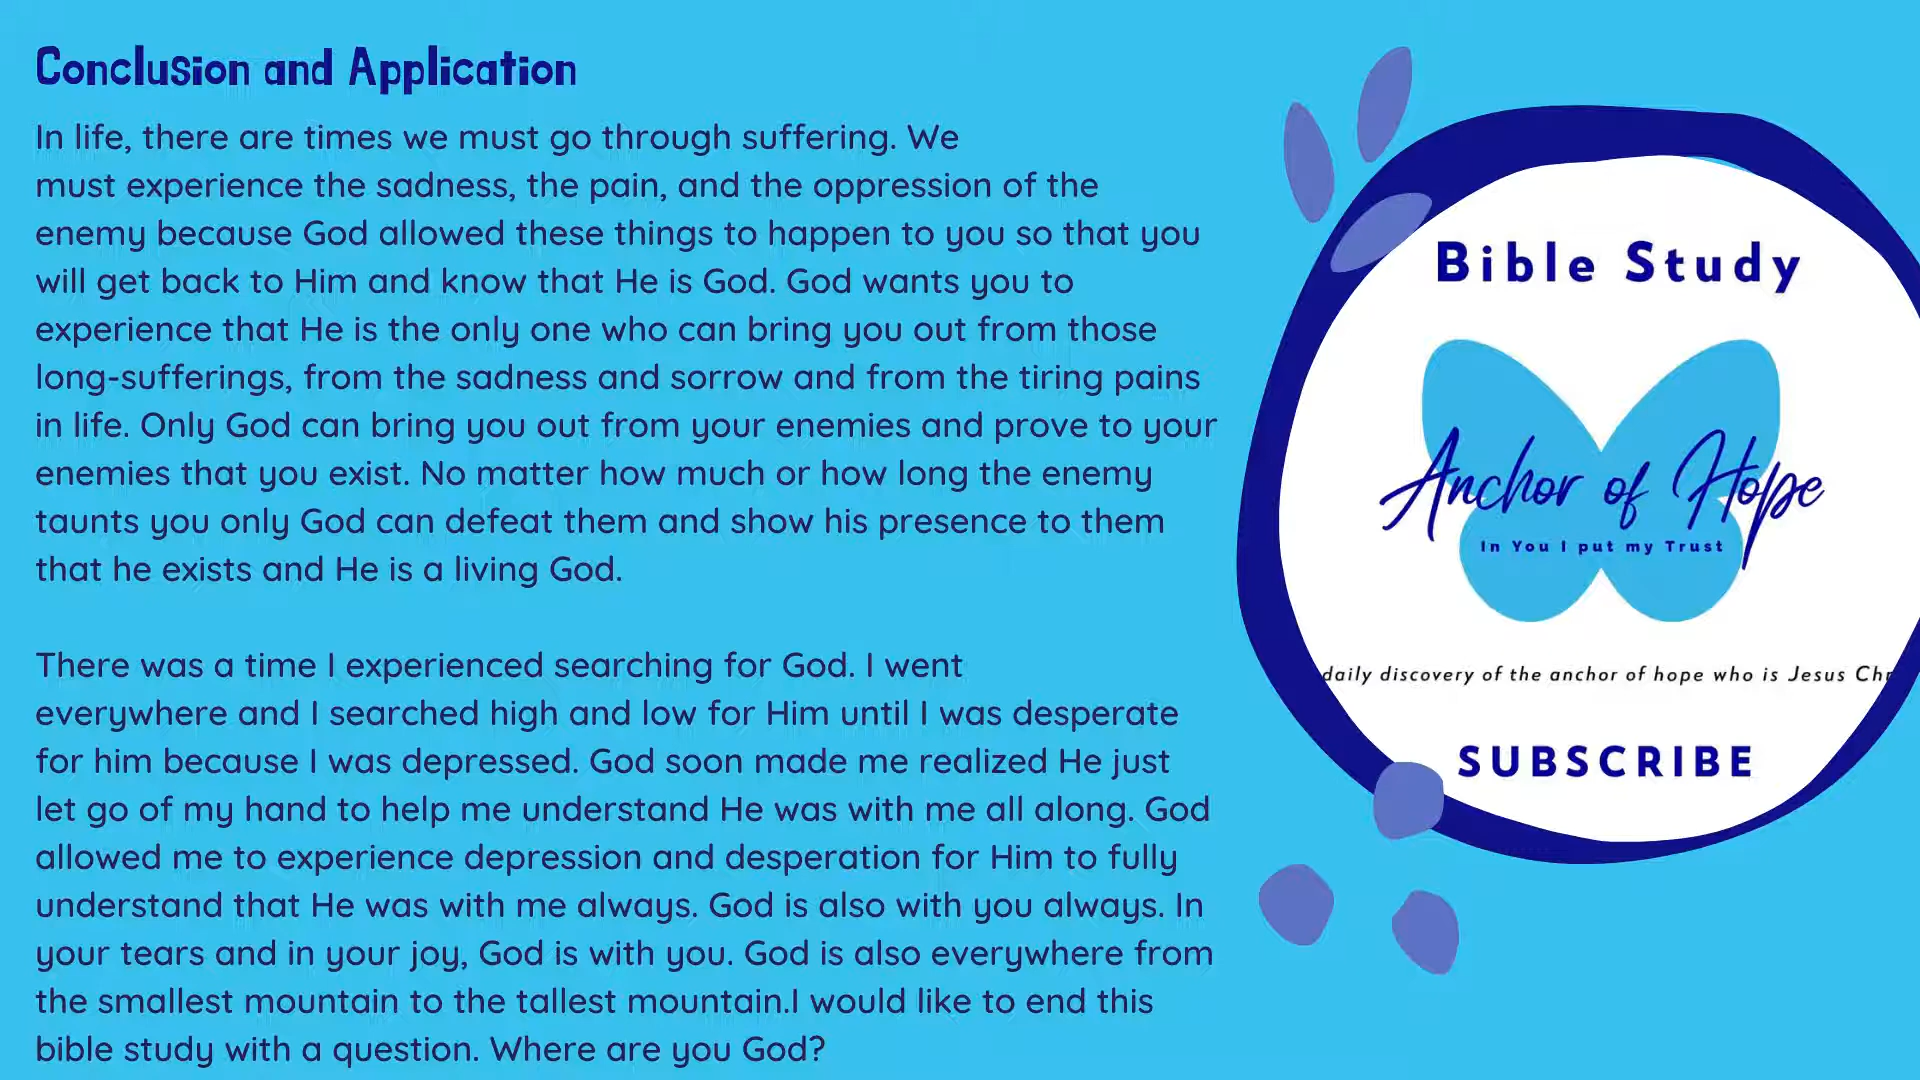 Conclusion and Application
In life, there are times we must go through suffering. We
must experience the sadness, the pain, and the oppression of the
enemy because God allowed these things to happen to you so that you
will get back to Him and know that He is God. God wants you to
experience that He is the only one who can bring you out from those
long-sufferings, from the sadness and sorrow and from the tiring pains
in life. Only God can bring you out from your enemies and prove to your
enemies that you exist. No matter how much or how long the enemy
taunts you only God can defeat them and show his presence to them
that he exists and He is a living God.
There was a time I experienced searching for God. I went
everywhere and I searched high and low for Him until I was desperate
for him because I was depressed. God soon made me realized He just
let go of my hand to help me understand He was with me all along. God
allowed me to experience depression and desperation for Him to fully
understand that He was with me always. God is also with you always. In
your tears and in your joy, God is with you. God is also everywhere from
the smallest mountain to the tallest mountain.I would like to end this
bible study with a question. Where are you God?
Bible Study
Anchor of Hope
In You I put my Trust
daily discovery of the anchor of hope who is Jesus Chr
SUBSCRIBE